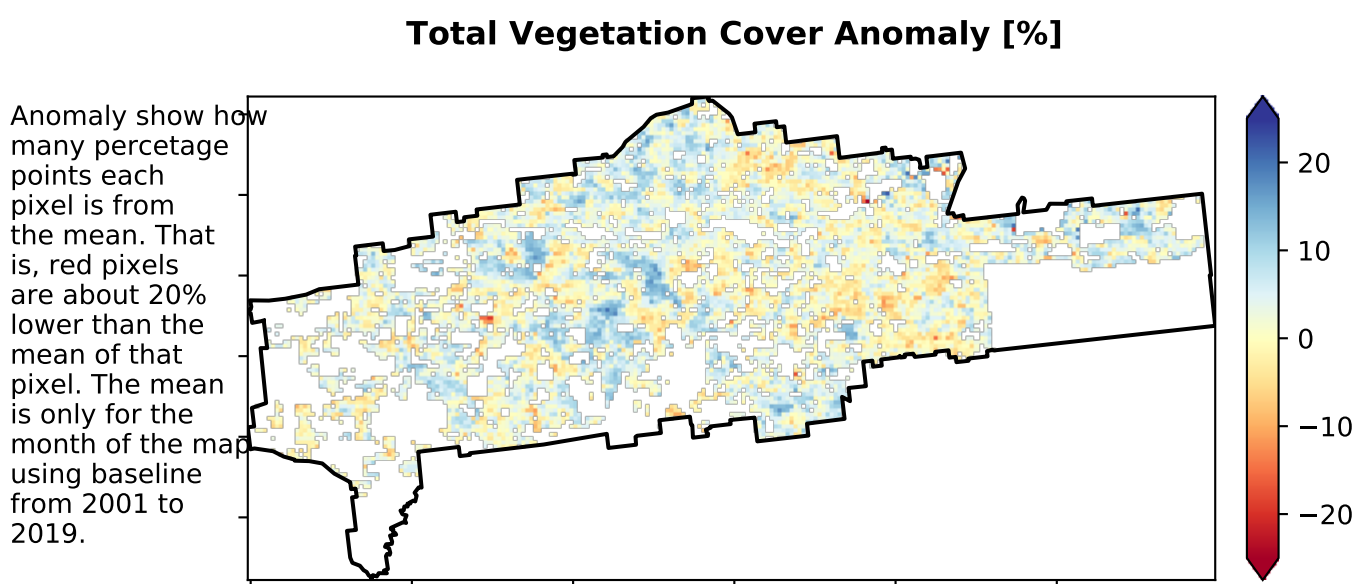 Total Vegetation Cover Anomaly [%]
Anomaly show how
many percetage
points each
pixel is from
the mean. That
is, red pixels
are about 20%
lower than the
mean of that
pixel. The mean
is only for the
month of the map
using baseline
from 2001 to
2019.
20
10
0
−10
−20